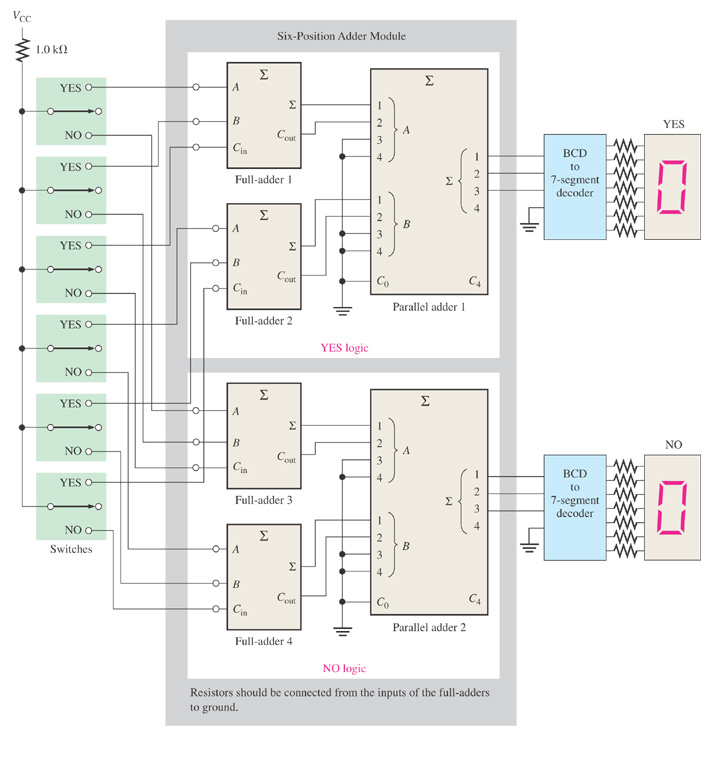 V_CC
1.0 kΩ
Six-Position Adder Module
YES
NO
YES
NO
YES
NO
YES
NO
YES
NO
YES
NO
Switches
Σ
A
B
C_in
Σ
C_out
Full-adder 1
Σ
A
B
C_in
Σ
C_out
Full-adder 2
Σ
1
2
3
4
A
1
2
3
4
B
C_0
Σ
1
2
3
4
C_4
Parallel adder 1
YES logic
BCD
to
7-segment
decoder
YES
0
Σ
A
B
C_in
Σ
C_out
Full-adder 3
Σ
A
B
C_in
Σ
C_out
Full-adder 4
Σ
1
2
3
4
A
1
2
3
4
B
C_0
Σ
1
2
3
4
C_4
Parallel adder 2
NO logic
BCD
to
7-segment
decoder
NO
0
Resistors should be connected from the inputs of the full-adders
to ground.